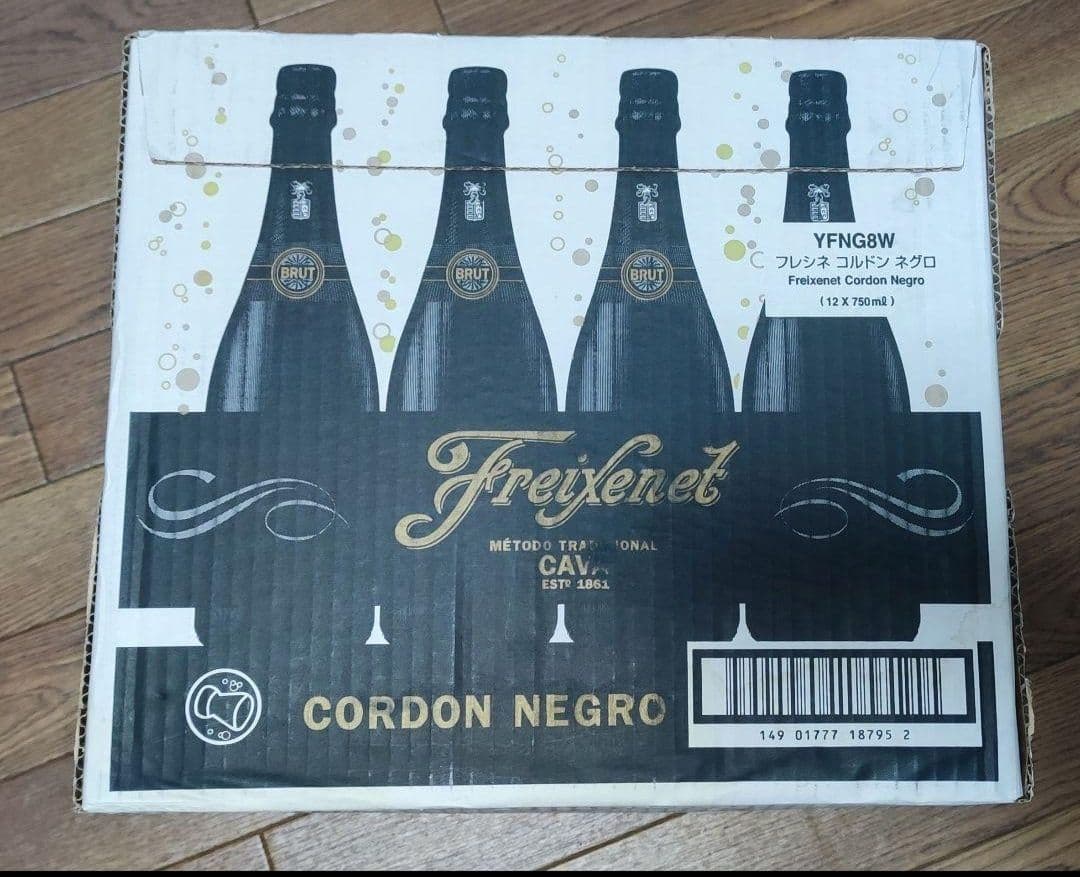 BRUT
BRUT
BRUT
YFNG8W
フレシネ コルドン ネグロ
Freixenet Cordon Negro
(12 X 750mℓ)
Freixenet
MÉTODO TRADICIONAL
CAVA
ESTD 1861
CORDON NEGRO
149 01777 18795 2